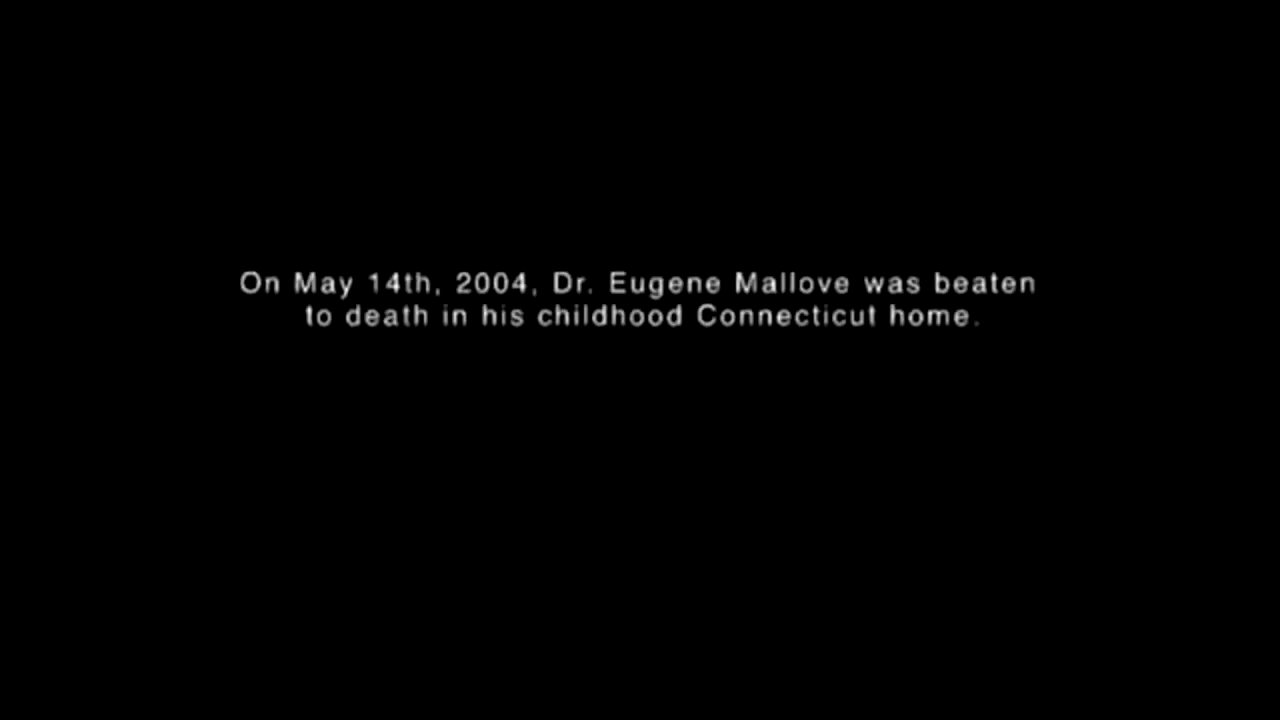 On May 14th, 2004, Dr. Eugene Mallove was beaten
to death in his childhood Connecticut home.